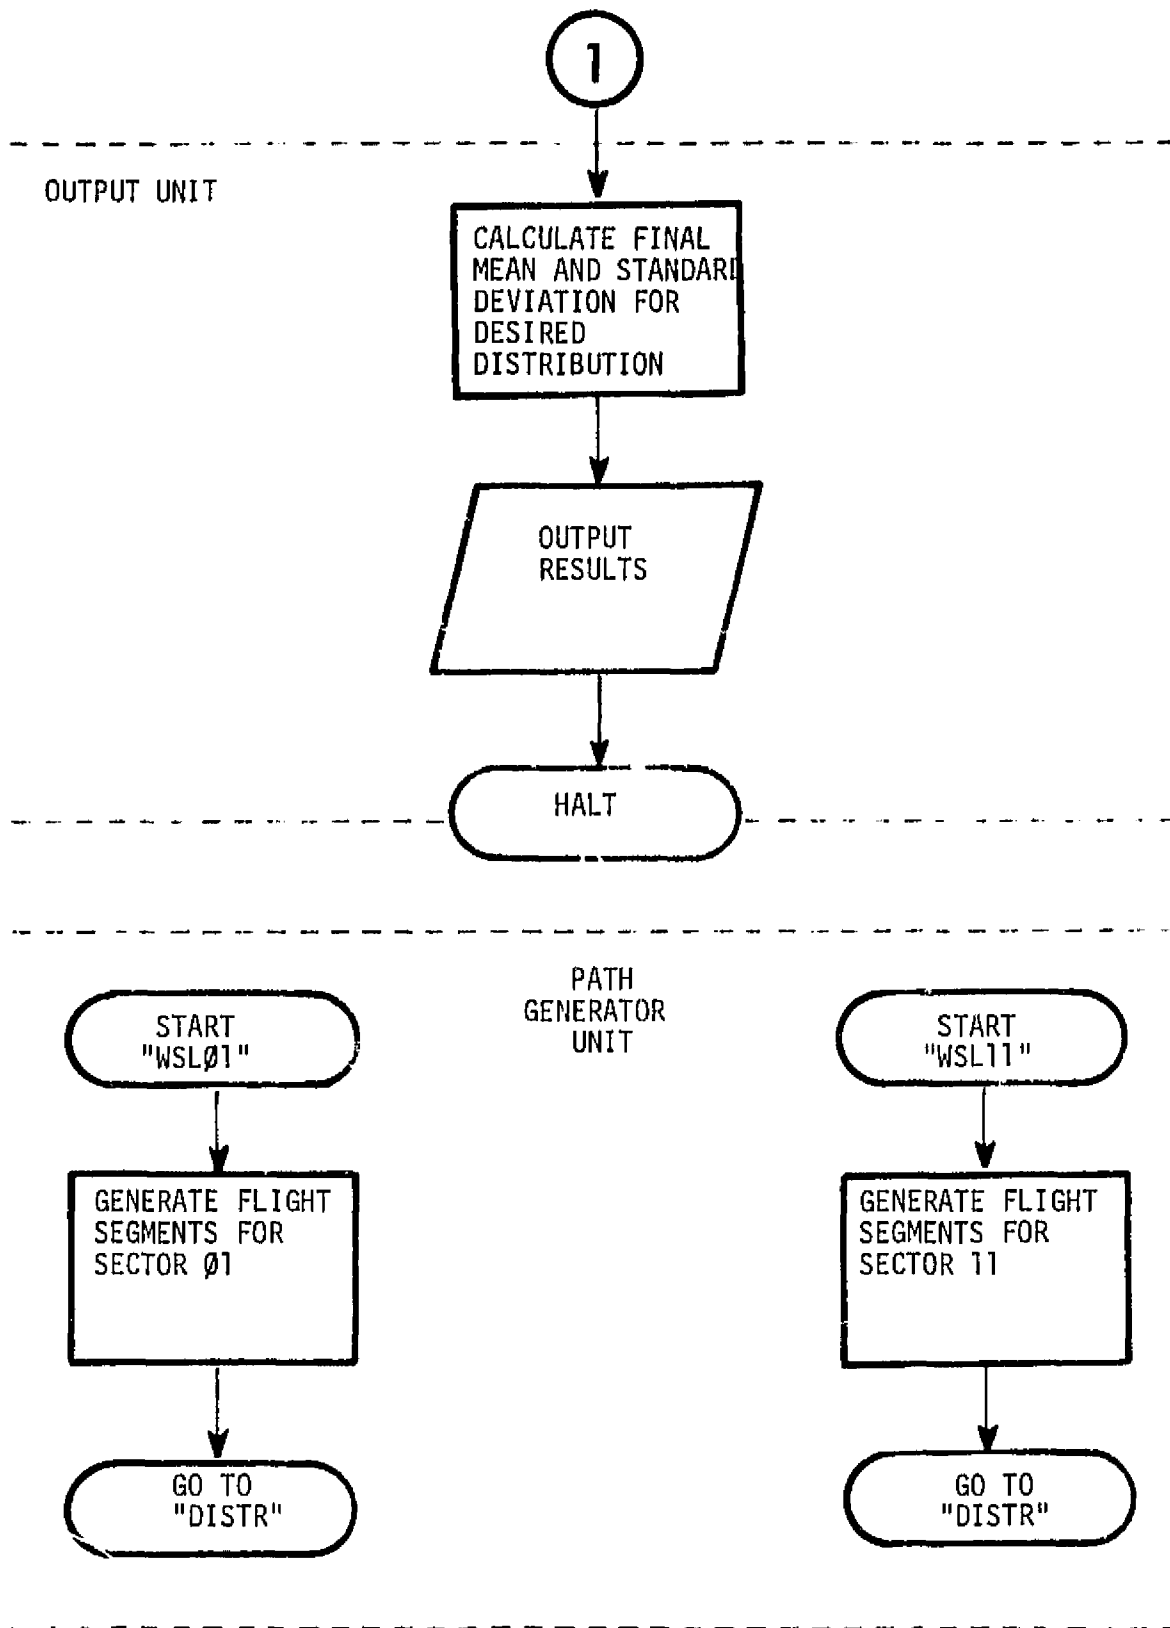 1
OUTPUT UNIT
CALCULATE FINAL
MEAN AND STANDARD
DEVIATION FOR
DESIRED
DISTRIBUTION
OUTPUT
RESULTS
HALT
PATH
GENERATOR
UNIT
START
"WSLØ1"
GENERATE FLIGHT
SEGMENTS FOR
SECTOR Ø1
GO TO
"DISTR"
START
"WSL11"
GENERATE FLIGHT
SEGMENTS FOR
SECTOR 11
GO TO
"DISTR"